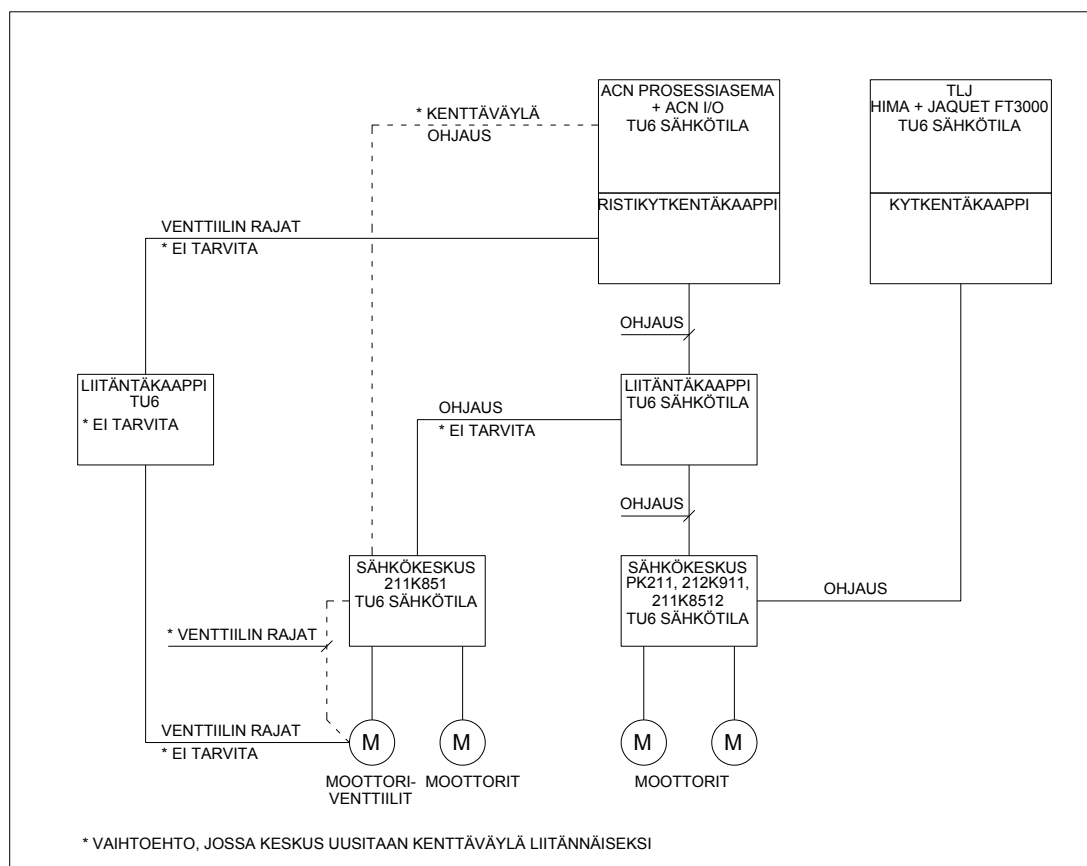 ACN PROSESSIASEMA
+ ACN I/O
TU6 SÄHKÖTILA
TLJ
HIMA + JAQUET FT3000
TU6 SÄHKÖTILA
* KENTTÄVÄYLÄ
OHJAUS
RISTIKYTKENTÄKAAPPI
KYTKENTÄKAAPPI
VENTTIILIN RAJAT
* EI TARVITA
OHJAUS
LIITÄNTÄKAAPPI
TU6
* EI TARVITA
LIITÄNTÄKAAPPI
TU6 SÄHKÖTILA
OHJAUS
* EI TARVITA
OHJAUS
SÄHKÖKESKUS
211K851
TU6 SÄHKÖTILA
SÄHKÖKESKUS
PK211, 212K911,
211K8512
TU6 SÄHKÖTILA
OHJAUS
* VENTTIILIN RAJAT
VENTTIILIN RAJAT
* EI TARVITA
M
M
M
M
MOOTTORI-
VENTTIILIT
MOOTTORIT
MOOTTORIT
* VAIHTOEHTO, JOSSA KESKUS UUSITAAN KENTTÄVÄYLÄ LIITÄNNÄISEKSI